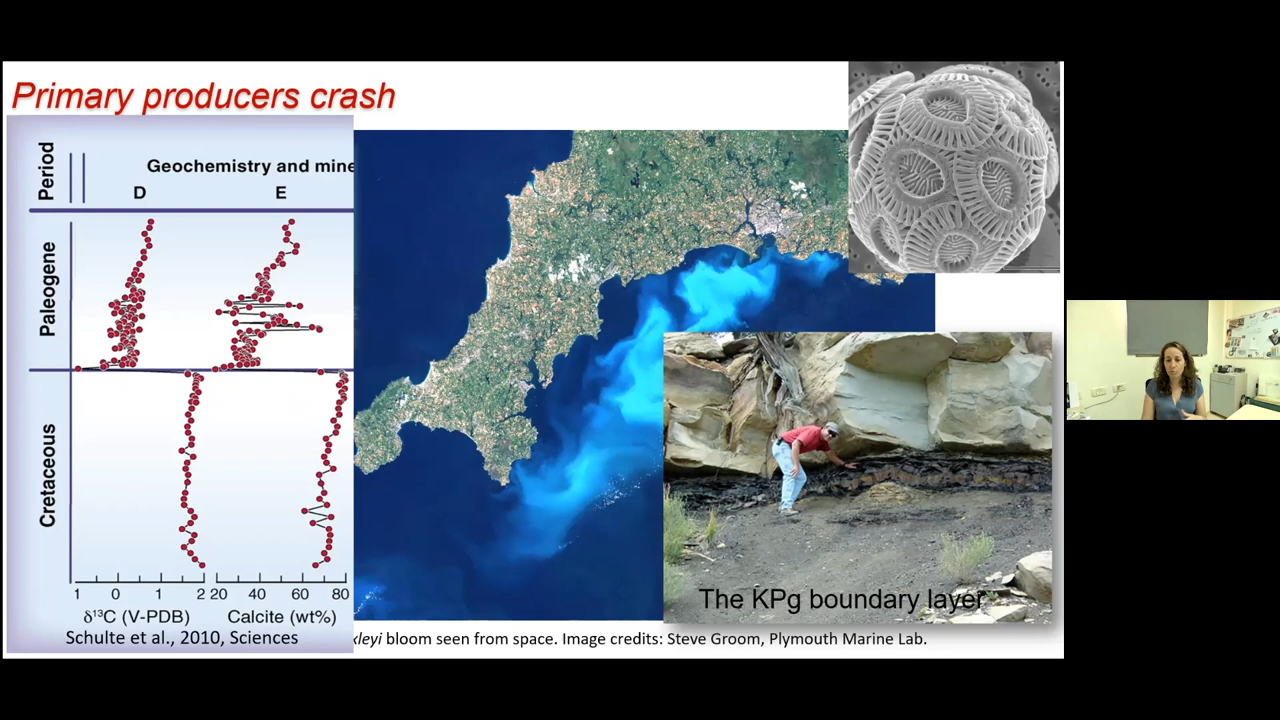 Primary producers crash
Period
Geochemistry and mine
D E
Paleogene
Cretaceous
1 0 1 2 20 40 60 80
δ¹³C (V-PDB) Calcite (wt%)
Schulte et al., 2010, Sciences
The KPg boundary layer
xleyi bloom seen from space. Image credits: Steve Groom, Plymouth Marine Lab.